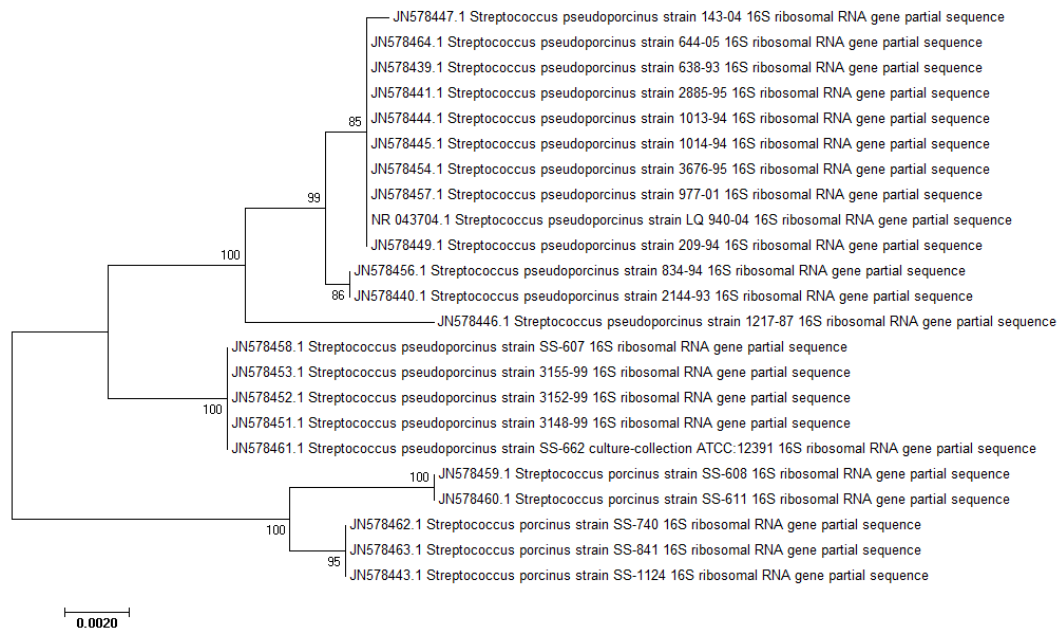 JN578447.1 Streptococcus pseudoporcinus strain 143-04 16S ribosomal RNA gene partial sequence
JN578464.1 Streptococcus pseudoporcinus strain 644-05 16S ribosomal RNA gene partial sequence
JN578439.1 Streptococcus pseudoporcinus strain 638-93 16S ribosomal RNA gene partial sequence
JN578441.1 Streptococcus pseudoporcinus strain 2885-95 16S ribosomal RNA gene partial sequence
85 JN578444.1 Streptococcus pseudoporcinus strain 1013-94 16S ribosomal RNA gene partial sequence
JN578445.1 Streptococcus pseudoporcinus strain 1014-94 16S ribosomal RNA gene partial sequence
JN578454.1 Streptococcus pseudoporcinus strain 3676-95 16S ribosomal RNA gene partial sequence
99 JN578457.1 Streptococcus pseudoporcinus strain 977-01 16S ribosomal RNA gene partial sequence
NR 043704.1 Streptococcus pseudoporcinus strain LQ 940-04 16S ribosomal RNA gene partial sequence
JN578449.1 Streptococcus pseudoporcinus strain 209-94 16S ribosomal RNA gene partial sequence
100
JN578456.1 Streptococcus pseudoporcinus strain 834-94 16S ribosomal RNA gene partial sequence
86 JN578440.1 Streptococcus pseudoporcinus strain 2144-93 16S ribosomal RNA gene partial sequence
JN578446.1 Streptococcus pseudoporcinus strain 1217-87 16S ribosomal RNA gene partial sequence
JN578458.1 Streptococcus pseudoporcinus strain SS-607 16S ribosomal RNA gene partial sequence
JN578453.1 Streptococcus pseudoporcinus strain 3155-99 16S ribosomal RNA gene partial sequence
JN578452.1 Streptococcus pseudoporcinus strain 3152-99 16S ribosomal RNA gene partial sequence
100
JN578451.1 Streptococcus pseudoporcinus strain 3148-99 16S ribosomal RNA gene partial sequence
JN578461.1 Streptococcus pseudoporcinus strain SS-662 culture-collection ATCC:12391 16S ribosomal RNA gene partial sequence
100 JN578459.1 Streptococcus porcinus strain SS-608 16S ribosomal RNA gene partial sequence
JN578460.1 Streptococcus porcinus strain SS-611 16S ribosomal RNA gene partial sequence
100 JN578462.1 Streptococcus porcinus strain SS-740 16S ribosomal RNA gene partial sequence
JN578463.1 Streptococcus porcinus strain SS-841 16S ribosomal RNA gene partial sequence
95 JN578443.1 Streptococcus porcinus strain SS-1124 16S ribosomal RNA gene partial sequence
0.0020